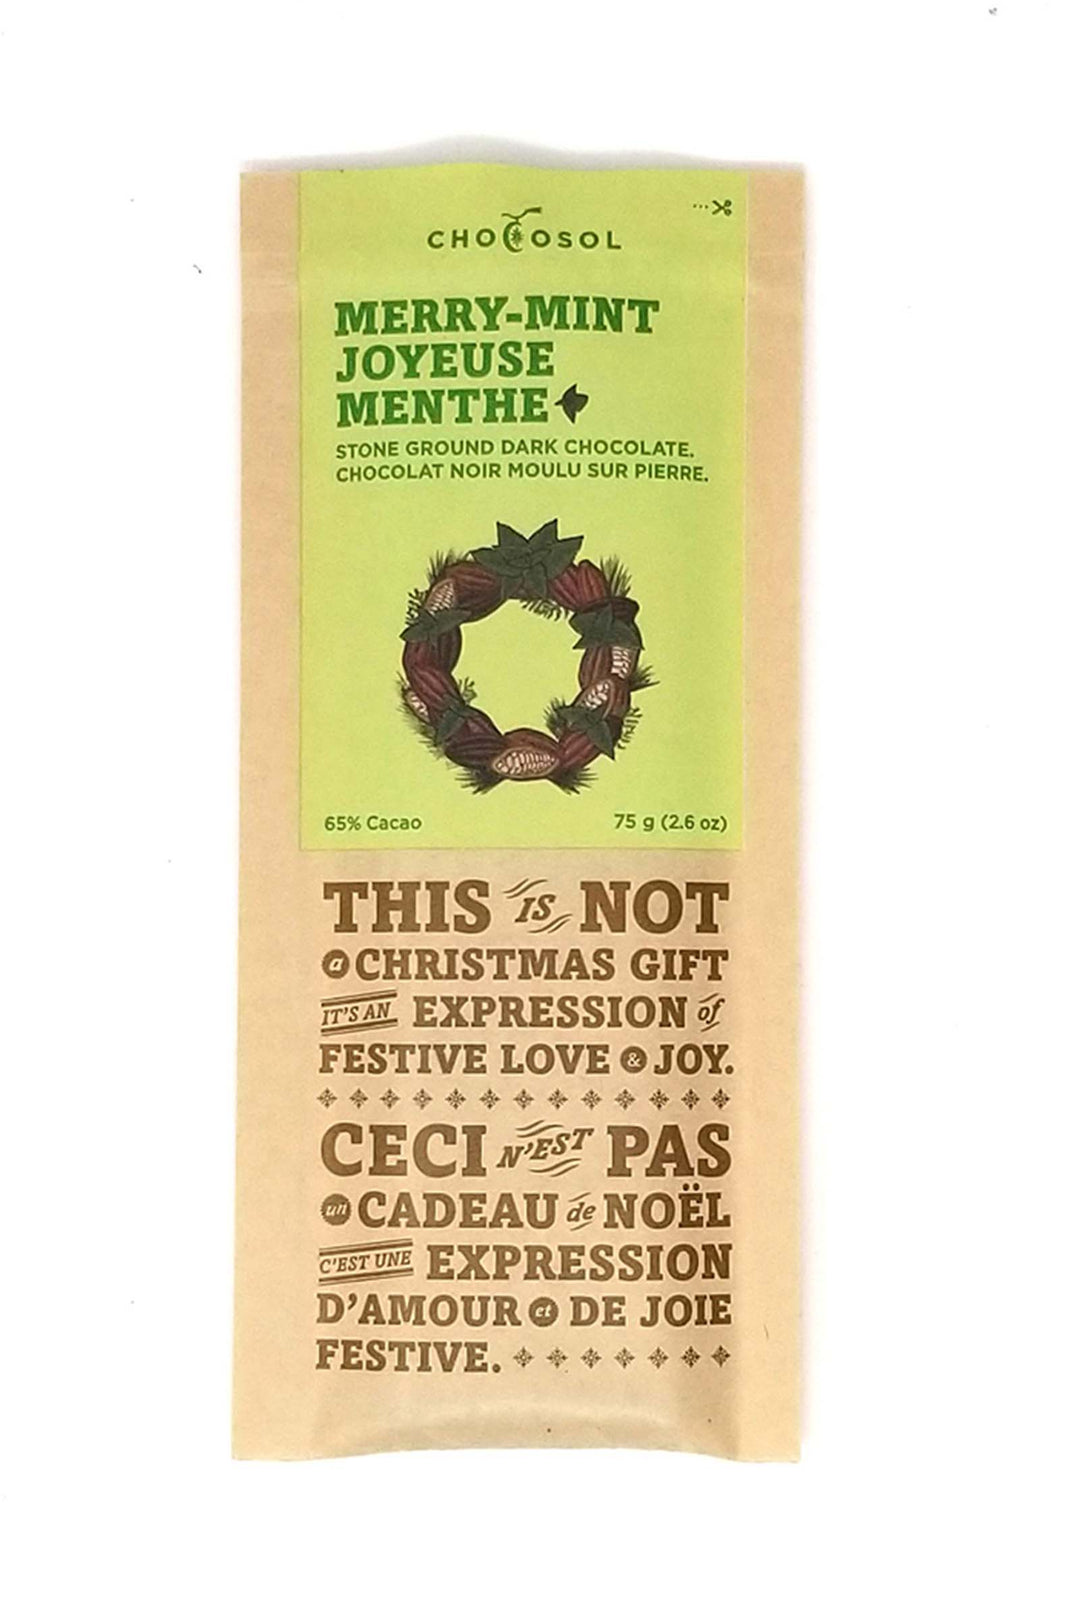 CHOCOSOL
MERRY-MINT
JOYEUSE
MENTHE
STONE GROUND DARK CHOCOLATE.
CHOCOLAT NOIR MOULU SUR PIERRE.
65% Cacao
75 g (2.6 oz)
THIS IS NOT
a CHRISTMAS GIFT
IT'S AN EXPRESSION of
FESTIVE LOVE & JOY.
CECI N'EST PAS
un CADEAU de NOËL
C'EST UNE EXPRESSION
D'AMOUR et DE JOIE
FESTIVE.